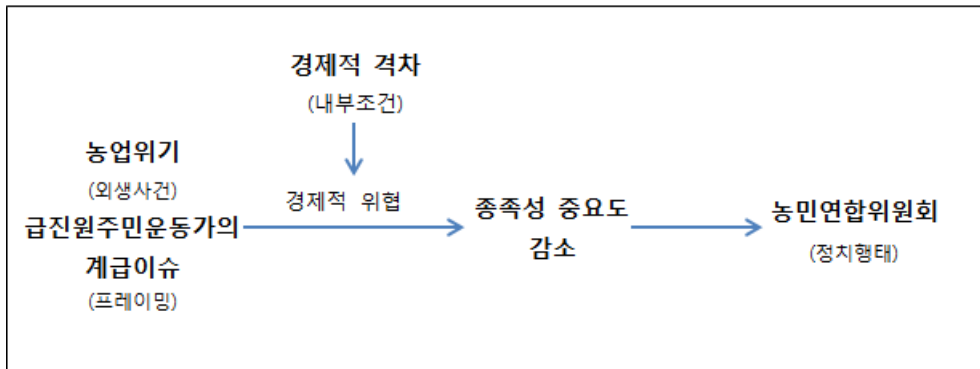 경제적 격차
(내부조건)
농업위기
(외생사건)
급진원주민운동가의
계급이슈
(프레이밍)
경제적 위협
종족성 중요도
감소
농민연합위원회
(정치행태)